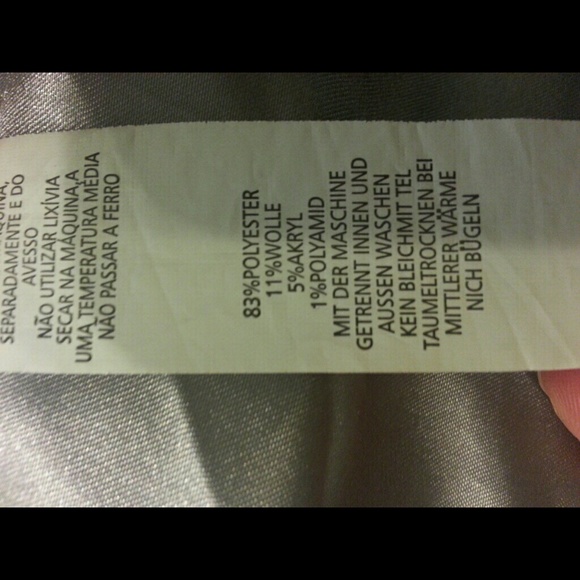 SEPARADAMENTE E DO
AVESSO
NÃO UTILIZAR LIXÍVIA
SECAR NA MÁQUINA,A
UMA TEMPERATURA MÉDIA
NÃO PASSAR A FERRO
83%POLYESTER
11%WOLLE
5%AKRYL
1%POLYAMID
MIT DER MASCHINE
GETRENNT INNEN UND
AUSSEN WASCHEN
KEIN BLEICHMIT TEL
TAUMELTROCKNEN BEI
MITTLERER WÄRME
NICH BÜGELN